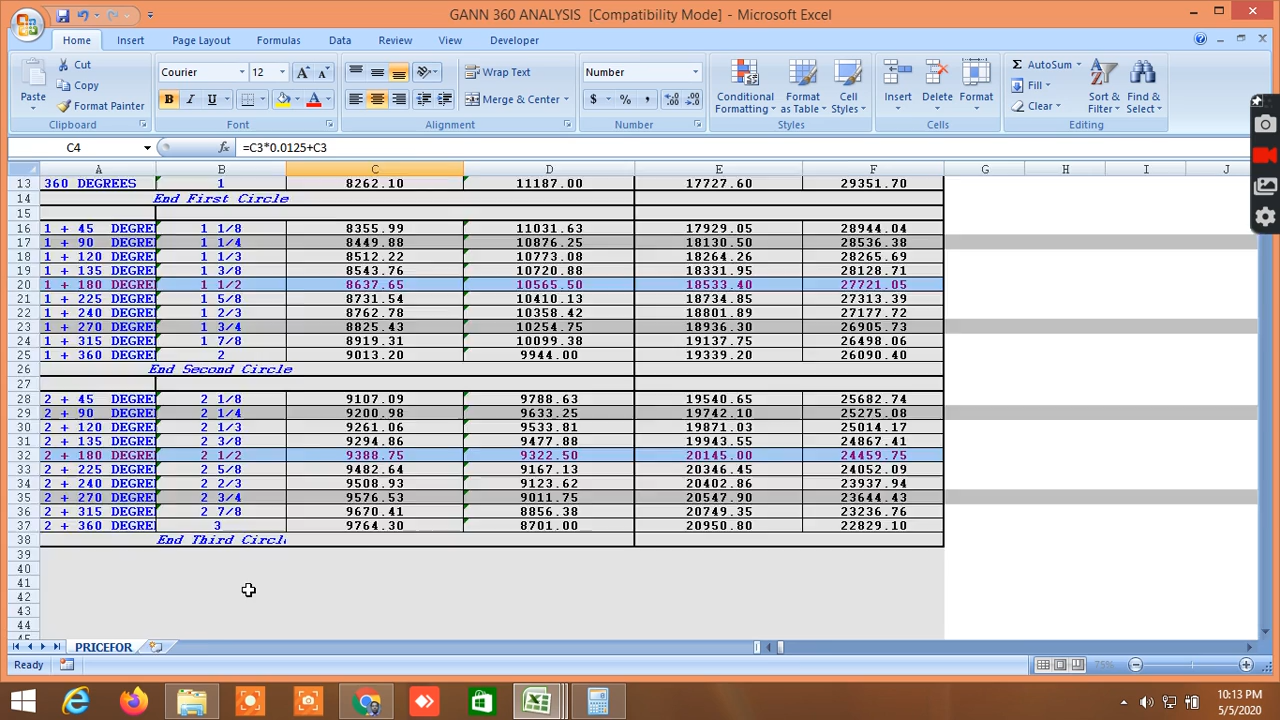 GANN 360 ANALYSIS [Compatibility Mode] - Microsoft Excel
Home Insert Page Layout Formulas Data Review View Developer
Cut
Copy
Format Painter
Paste
Clipboard
Courier 12
B I U
Font
Wrap Text
Merge & Center
Alignment
Number
$ % ,
Number
Conditional Formatting
Format as Table
Cell Styles
Styles
Insert Delete Format
Cells
Σ AutoSum
Fill
Clear
Sort & Filter
Find & Select
Editing
C4 fx =C3*0.0125+C3
A B C D E F G H I J
13 360 DEGREES 1 8262.10 11187.00 17727.60 29351.70
14 End First Circle
15
16 1 + 45 DEGREE 1 1/8 8355.99 11031.63 17929.05 28944.04
17 1 + 90 DEGREE 1 1/4 8449.88 10876.25 18130.50 28536.38
18 1 + 120 DEGREE 1 1/3 8512.22 10773.08 18264.26 28265.69
19 1 + 135 DEGREE 1 3/8 8543.76 10720.88 18331.95 28128.71
20 1 + 180 DEGREE 1 1/2 8637.65 10565.50 18533.40 27721.05
21 1 + 225 DEGREE 1 5/8 8731.54 10410.13 18734.85 27313.39
22 1 + 240 DEGREE 1 2/3 8762.78 10358.42 18801.89 27177.72
23 1 + 270 DEGREE 1 3/4 8825.43 10254.75 18936.30 26905.73
24 1 + 315 DEGREE 1 7/8 8919.31 10099.38 19137.75 26498.06
25 1 + 360 DEGREE 2 9013.20 9944.00 19339.20 26090.40
26 End Second Circle
27
28 2 + 45 DEGREE 2 1/8 9107.09 9788.63 19540.65 25682.74
29 2 + 90 DEGREE 2 1/4 9200.98 9633.25 19742.10 25275.08
30 2 + 120 DEGREE 2 1/3 9261.06 9533.81 19871.03 25014.17
31 2 + 135 DEGREE 2 3/8 9294.86 9477.88 19943.55 24867.41
32 2 + 180 DEGREE 2 1/2 9388.75 9322.50 20145.00 24459.75
33 2 + 225 DEGREE 2 5/8 9482.64 9167.13 20346.45 24052.09
34 2 + 240 DEGREE 2 2/3 9508.93 9123.62 20402.86 23937.94
35 2 + 270 DEGREE 2 3/4 9576.53 9011.75 20547.90 23644.43
36 2 + 315 DEGREE 2 7/8 9670.41 8856.38 20749.35 23236.76
37 2 + 360 DEGREE 3 9764.30 8701.00 20950.80 22829.10
38 End Third Circle
39
40
41
42
43
44
PRICEFOR
Ready 75%
10:13 PM
5/5/2020